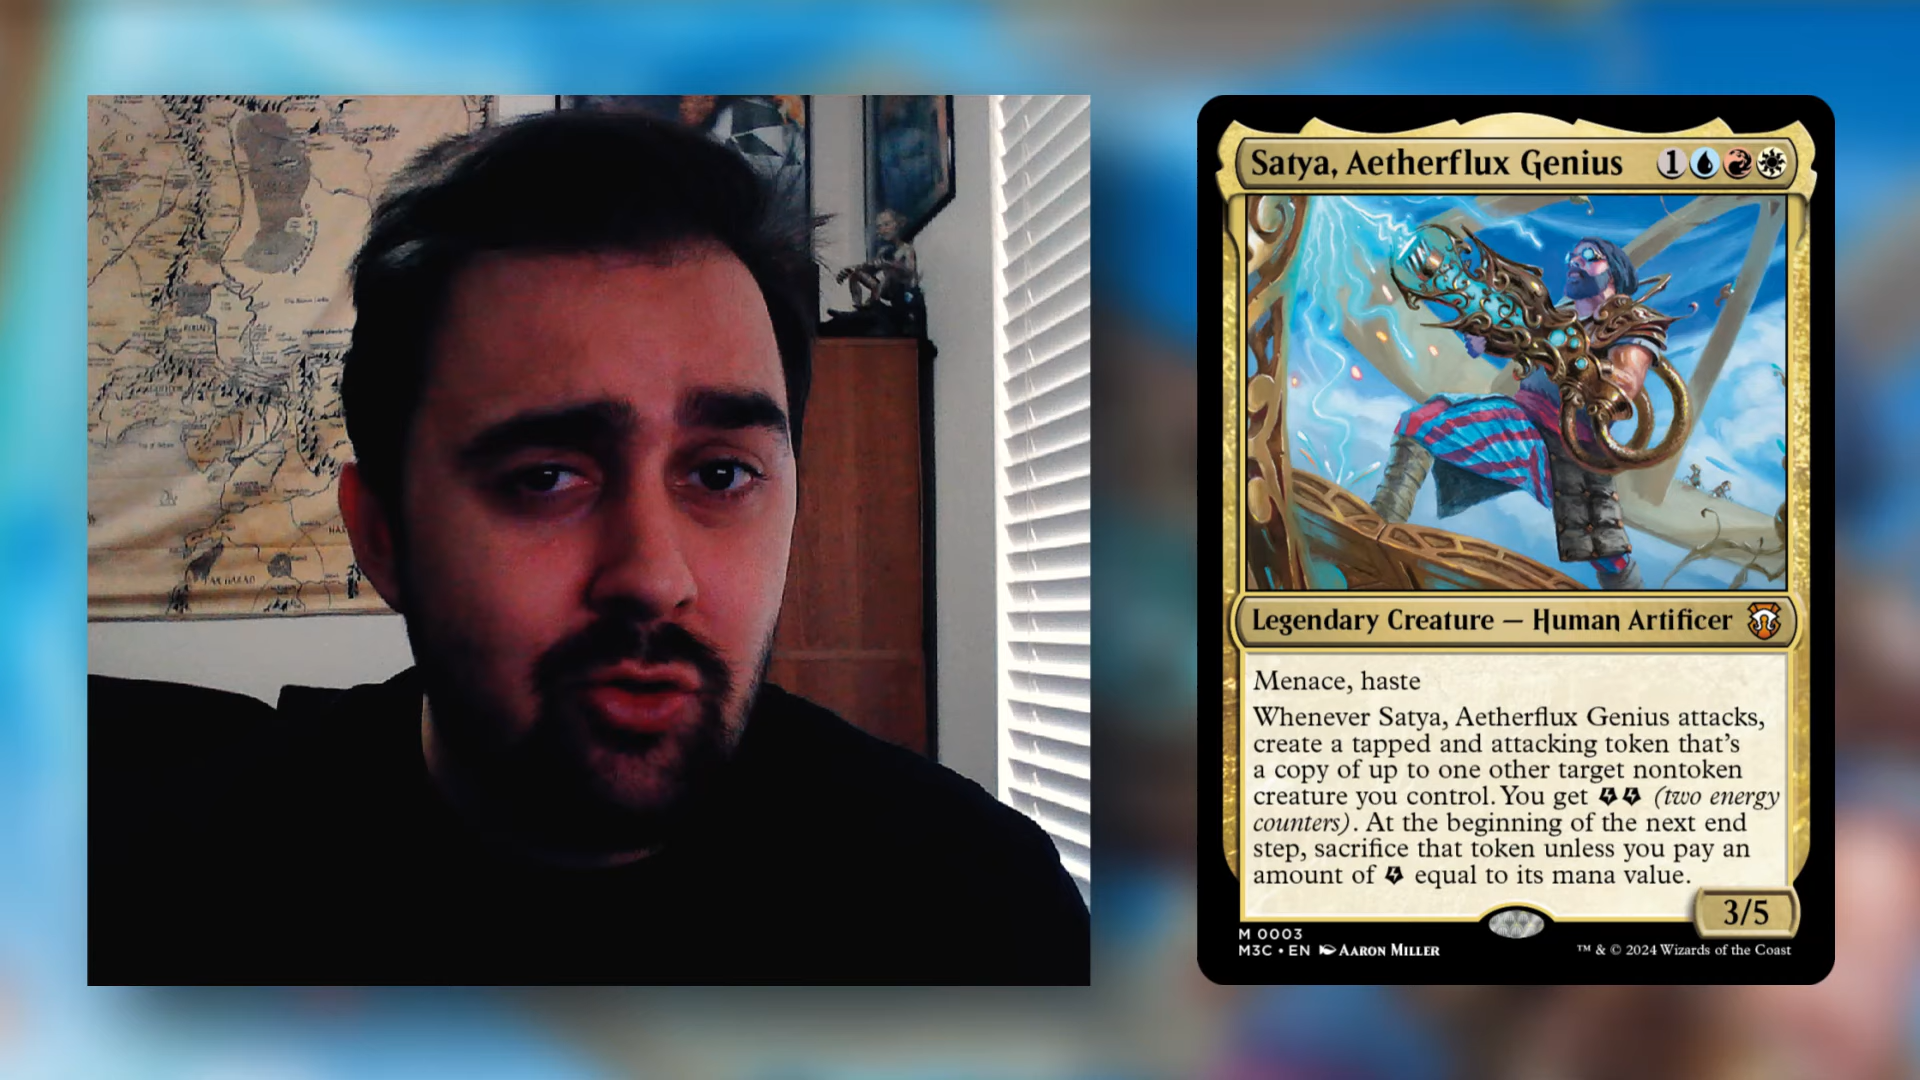 Satya, Aetherflux Genius 1
Legendary Creature — Human Artificer
Menace, haste
Whenever Satya, Aetherflux Genius attacks,
create a tapped and attacking token that's
a copy of up to one other target nontoken
creature you control. You get (two energy
counters). At the beginning of the next end
step, sacrifice that token unless you pay an
amount of equal to its mana value.
3/5
M 0003
M3C • EN AARON MILLER
™ & © 2024 Wizards of the Coast